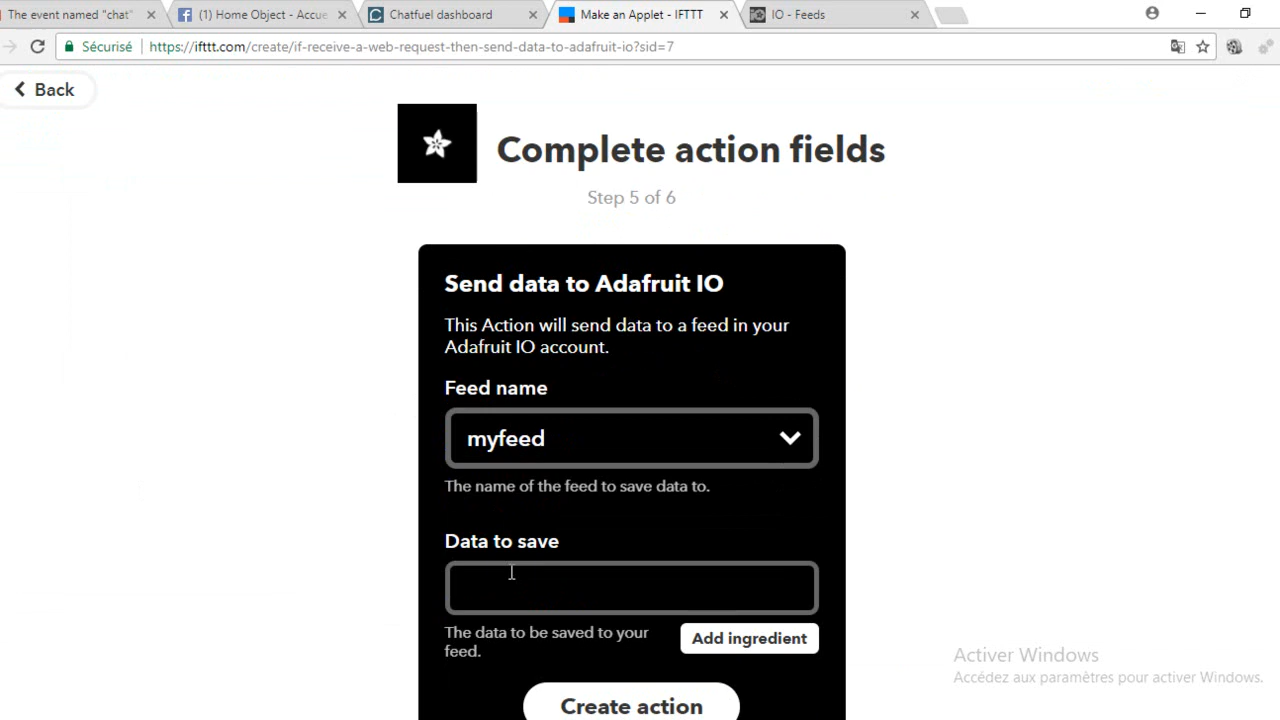 The event named "chat"
(1) Home Object - Accue
Chatfuel dashboard
Make an Applet - IFTTT
IO - Feeds
Sécurisé
https://ifttt.com/create/if-receive-a-web-request-then-send-data-to-adafruit-io?sid=7
Back
Complete action fields
Step 5 of 6
Send data to Adafruit IO
This Action will send data to a feed in your
Adafruit IO account.
Feed name
myfeed
The name of the feed to save data to.
Data to save
The data to be saved to your
feed.
Add ingredient
Create action
Activer Windows
Accédez aux paramètres pour activer Windows.